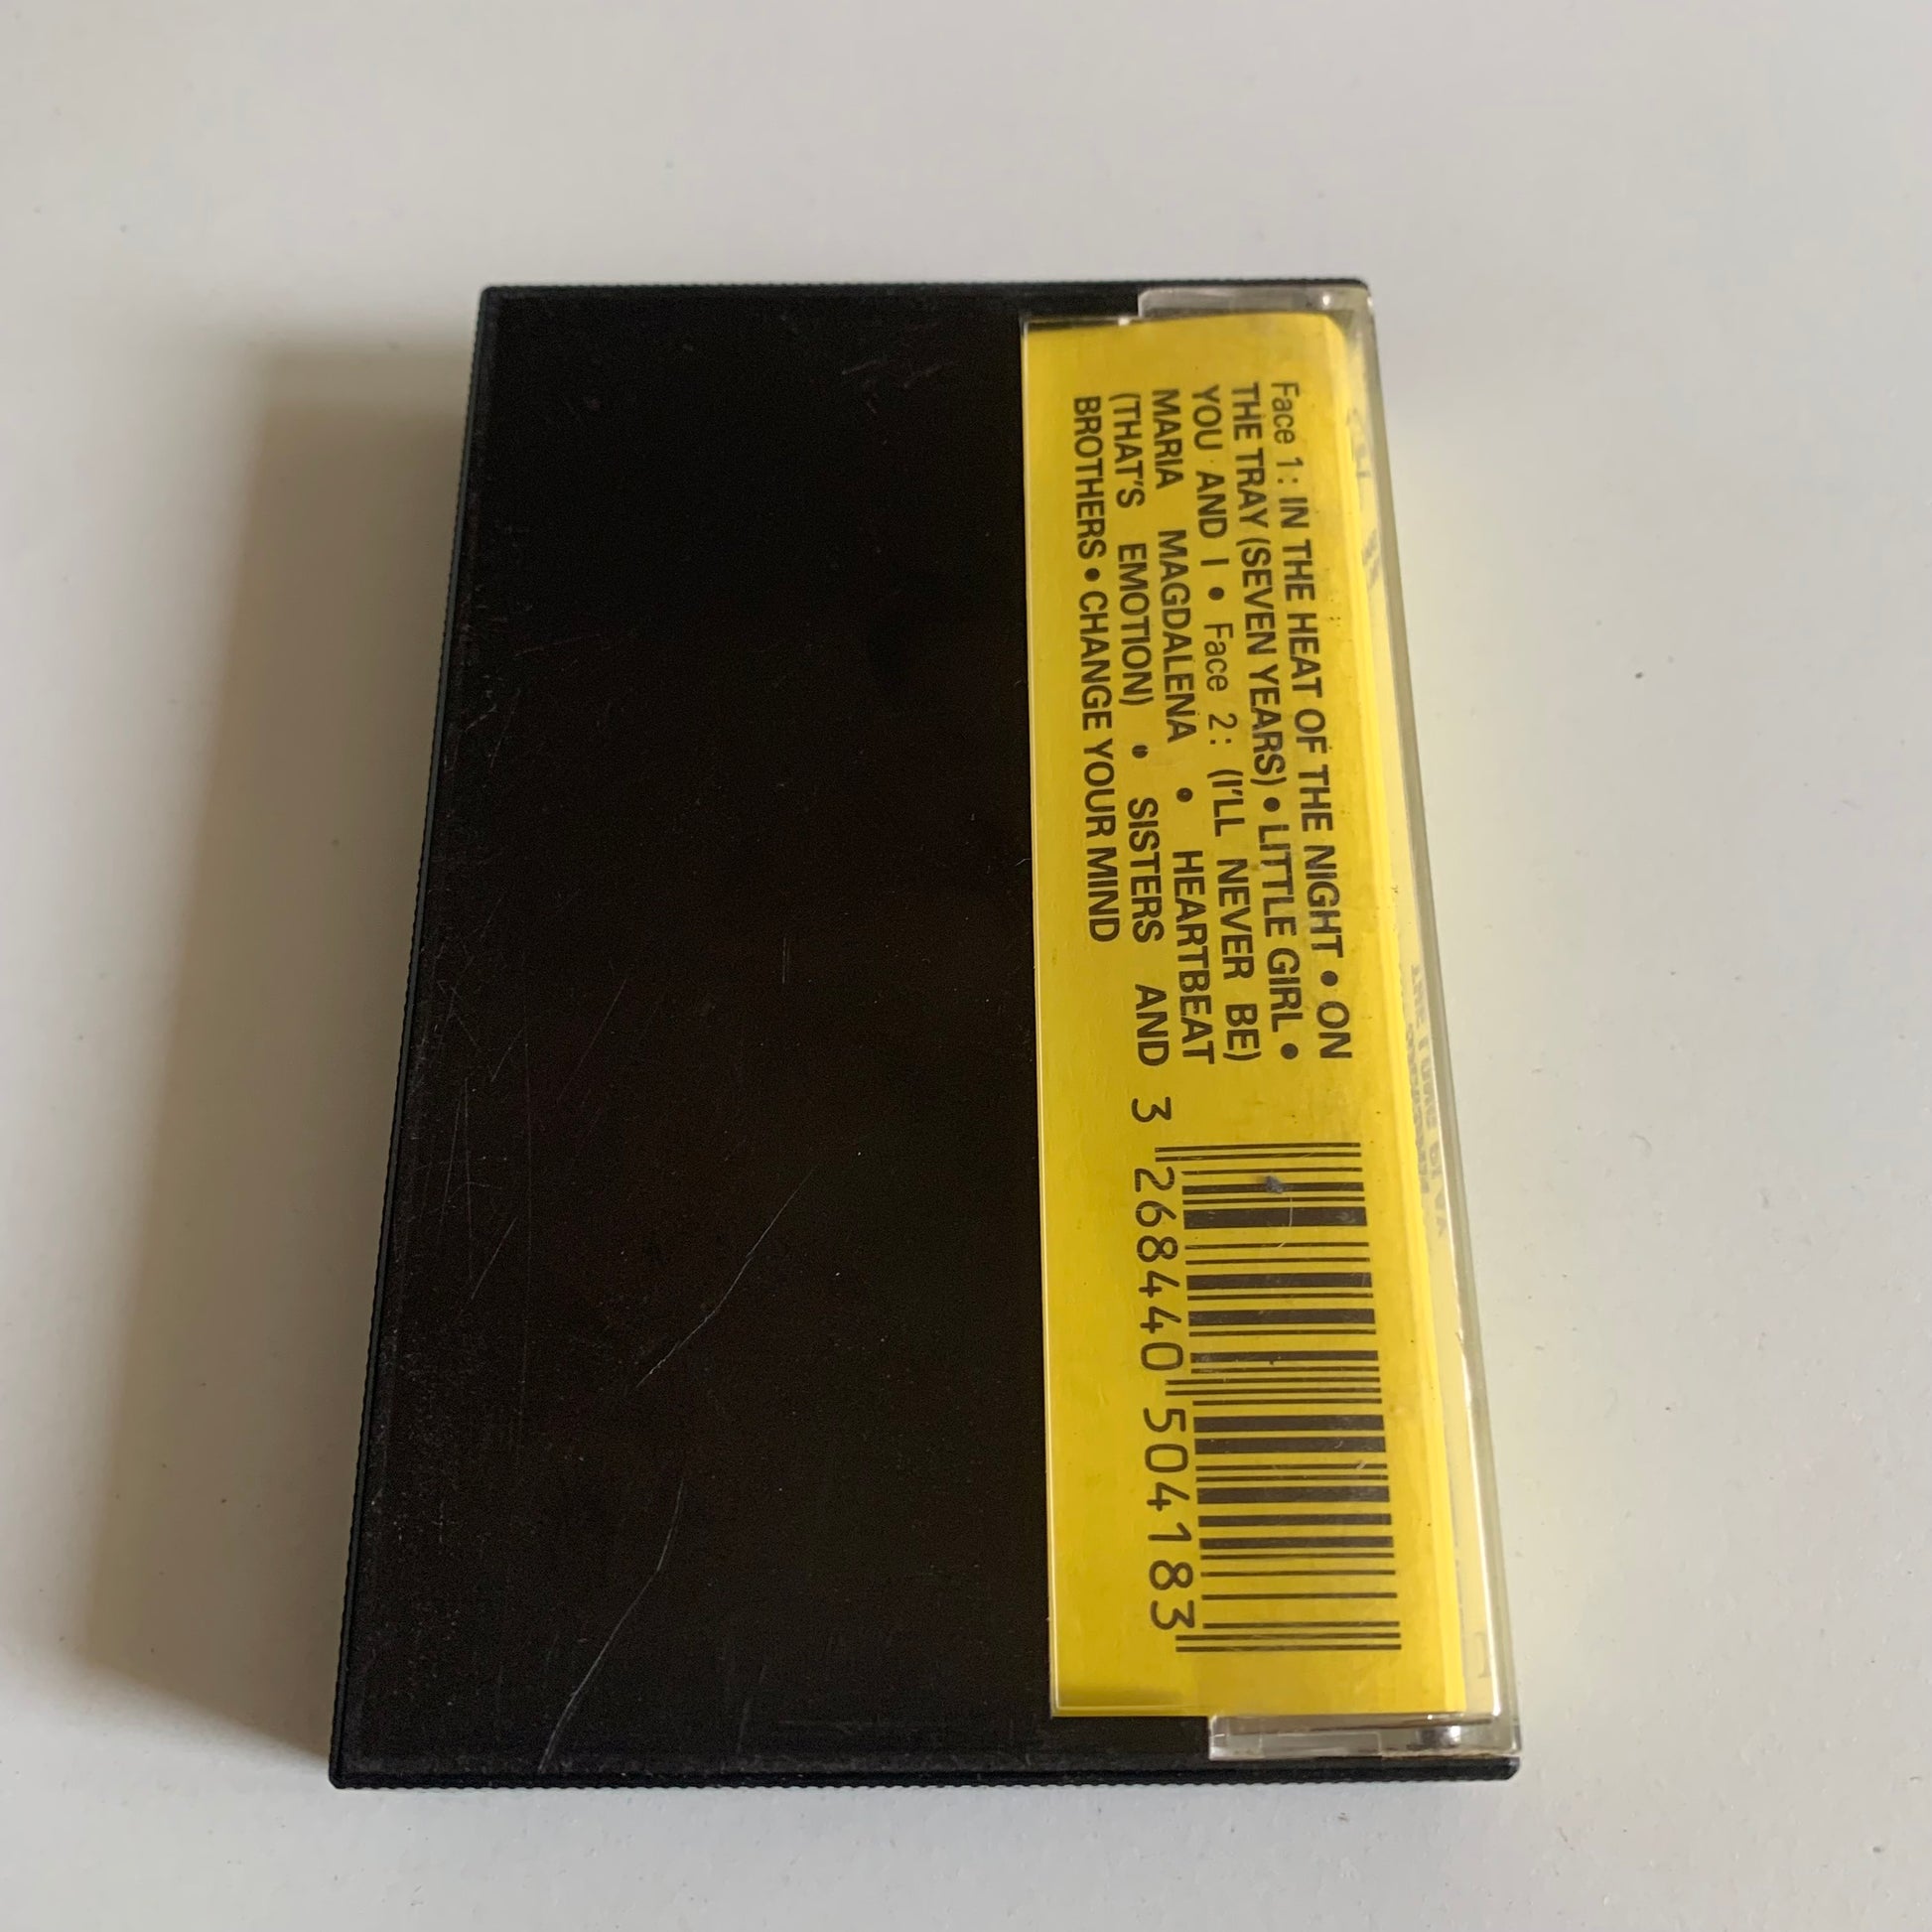 Face 1 : IN THE HEAT OF THE NIGHT • ON
THE TRAY (SEVEN YEARS) • LITTLE GIRL •
YOU AND I • Face 2 : (I'LL NEVER BE)
MARIA MAGDALENA • HEARTBEAT
(THAT'S EMOTION) • SISTERS AND
BROTHERS • CHANGE YOUR MIND
3 268440 504183